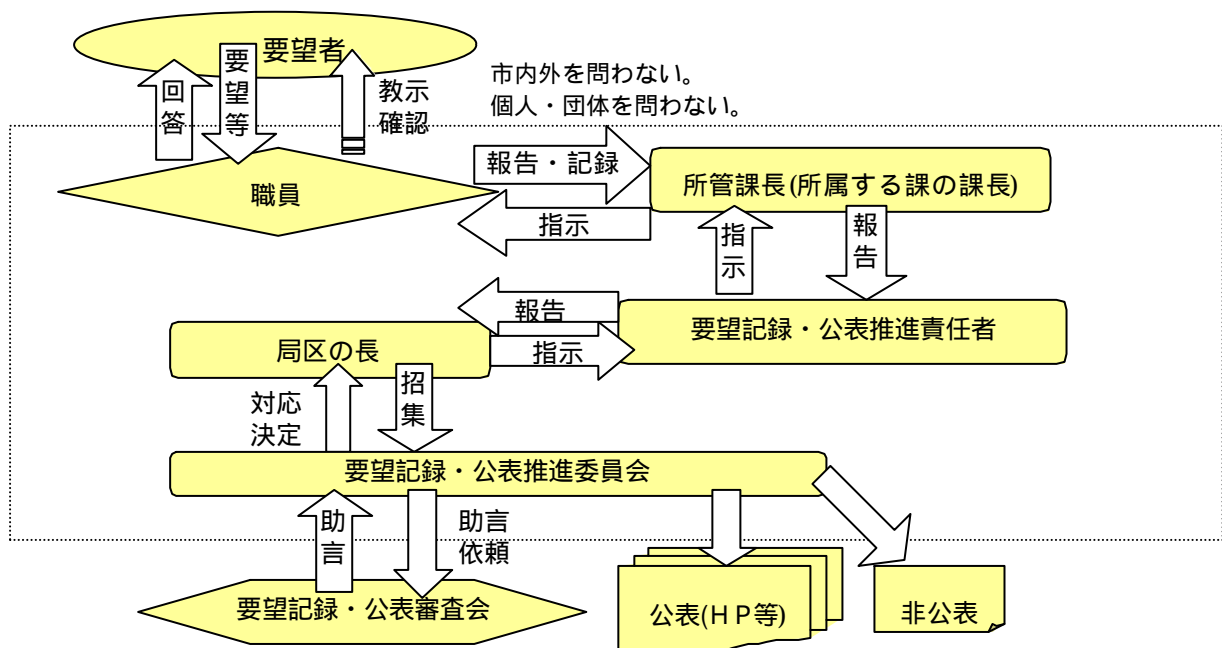 要望者
回答
要望等
教示
確認
市内外を問わない。
個人・団体を問わない。
職員
報告・記録
所管課長(所属する課の課長)
指示
指示
報告
報告
要望記録・公表推進責任者
局区の長
指示
対応
決定
招集
要望記録・公表推進委員会
助言
助言
依頼
要望記録・公表審査会
公表(HP等)
非公表